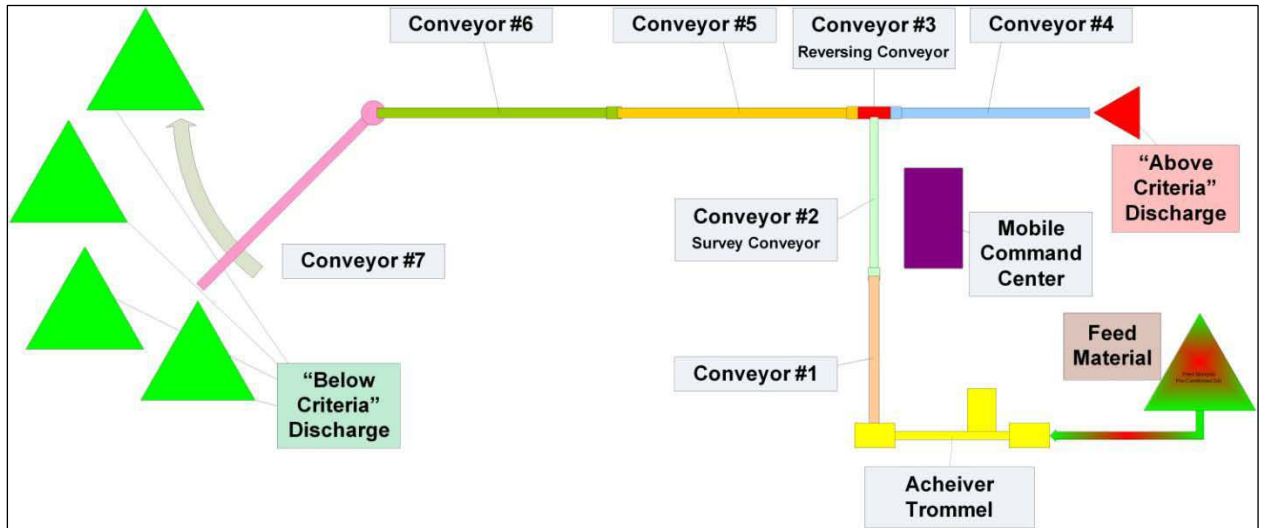 Conveyor #6
Conveyor #5
Conveyor #3
Reversing Conveyor
Conveyor #4
"Above
Criteria"
Discharge
Conveyor #2
Survey Conveyor
Mobile
Command
Center
Conveyor #7
Feed
Material
Conveyor #1
“Below
Criteria”
Discharge
Acheiver
Trommel